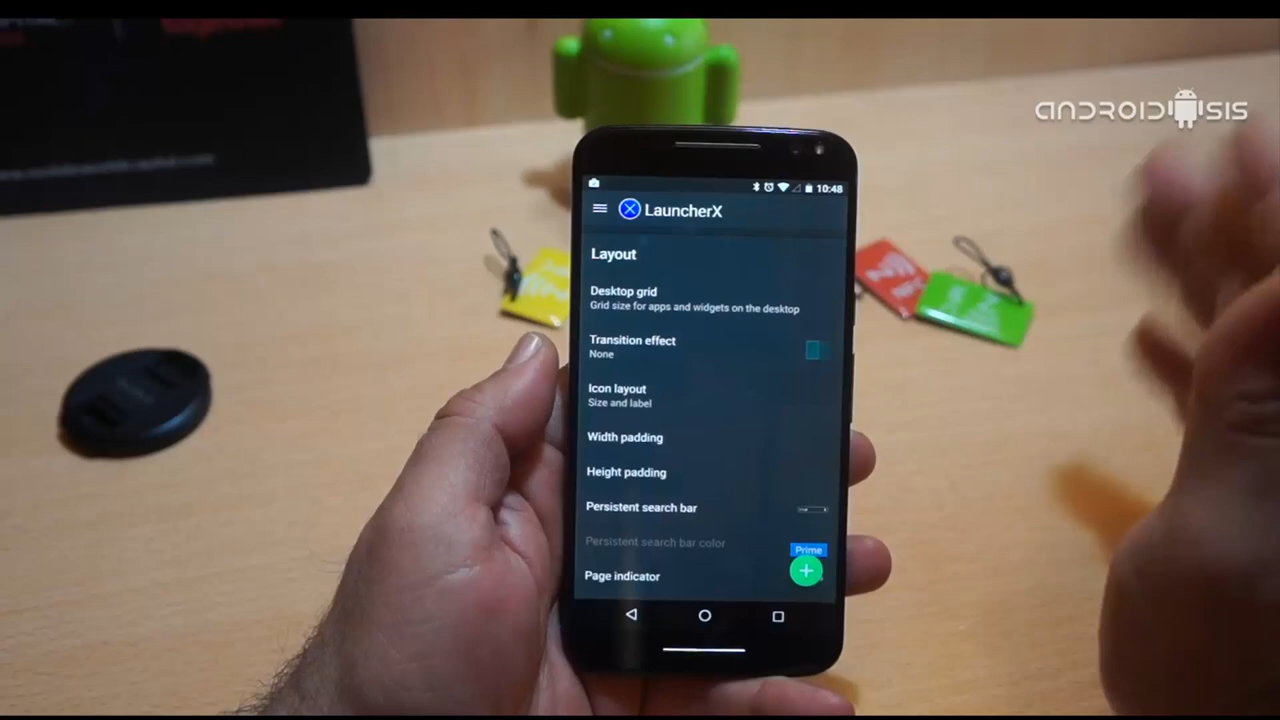 ANDROIDSIS
10:48
LauncherX
Layout
Desktop grid
Grid size for apps and widgets on the desktop
Transition effect
None
Icon layout
Size and label
Width padding
Height padding
Persistent search bar
Persistent search bar color
Prime
Page indicator